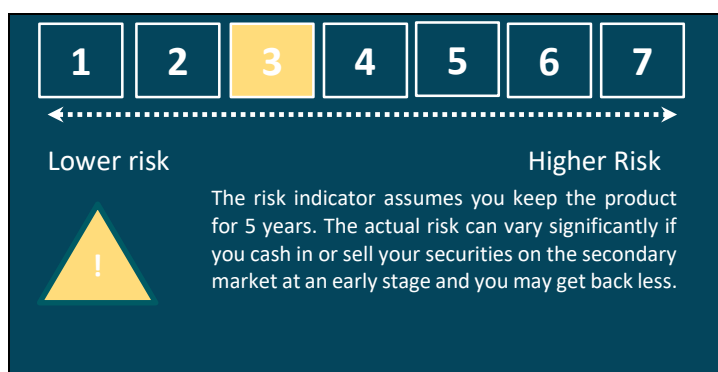 1 2 3 4 5 6 7
Lower risk Higher Risk
The risk indicator assumes you keep the product
for 5 years. The actual risk can vary significantly if
you cash in or sell your securities on the secondary
market at an early stage and you may get back less.
!